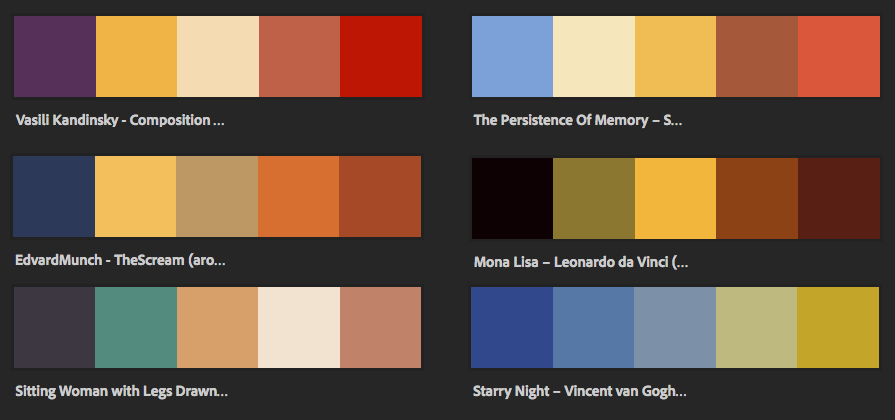 Vasili Kandinsky - Composition ...
The Persistence Of Memory – S...
EdvardMunch - TheScream (aro...
Mona Lisa – Leonardo da Vinci (...
Sitting Woman with Legs Drawn...
Starry Night – Vincent van Gogh...